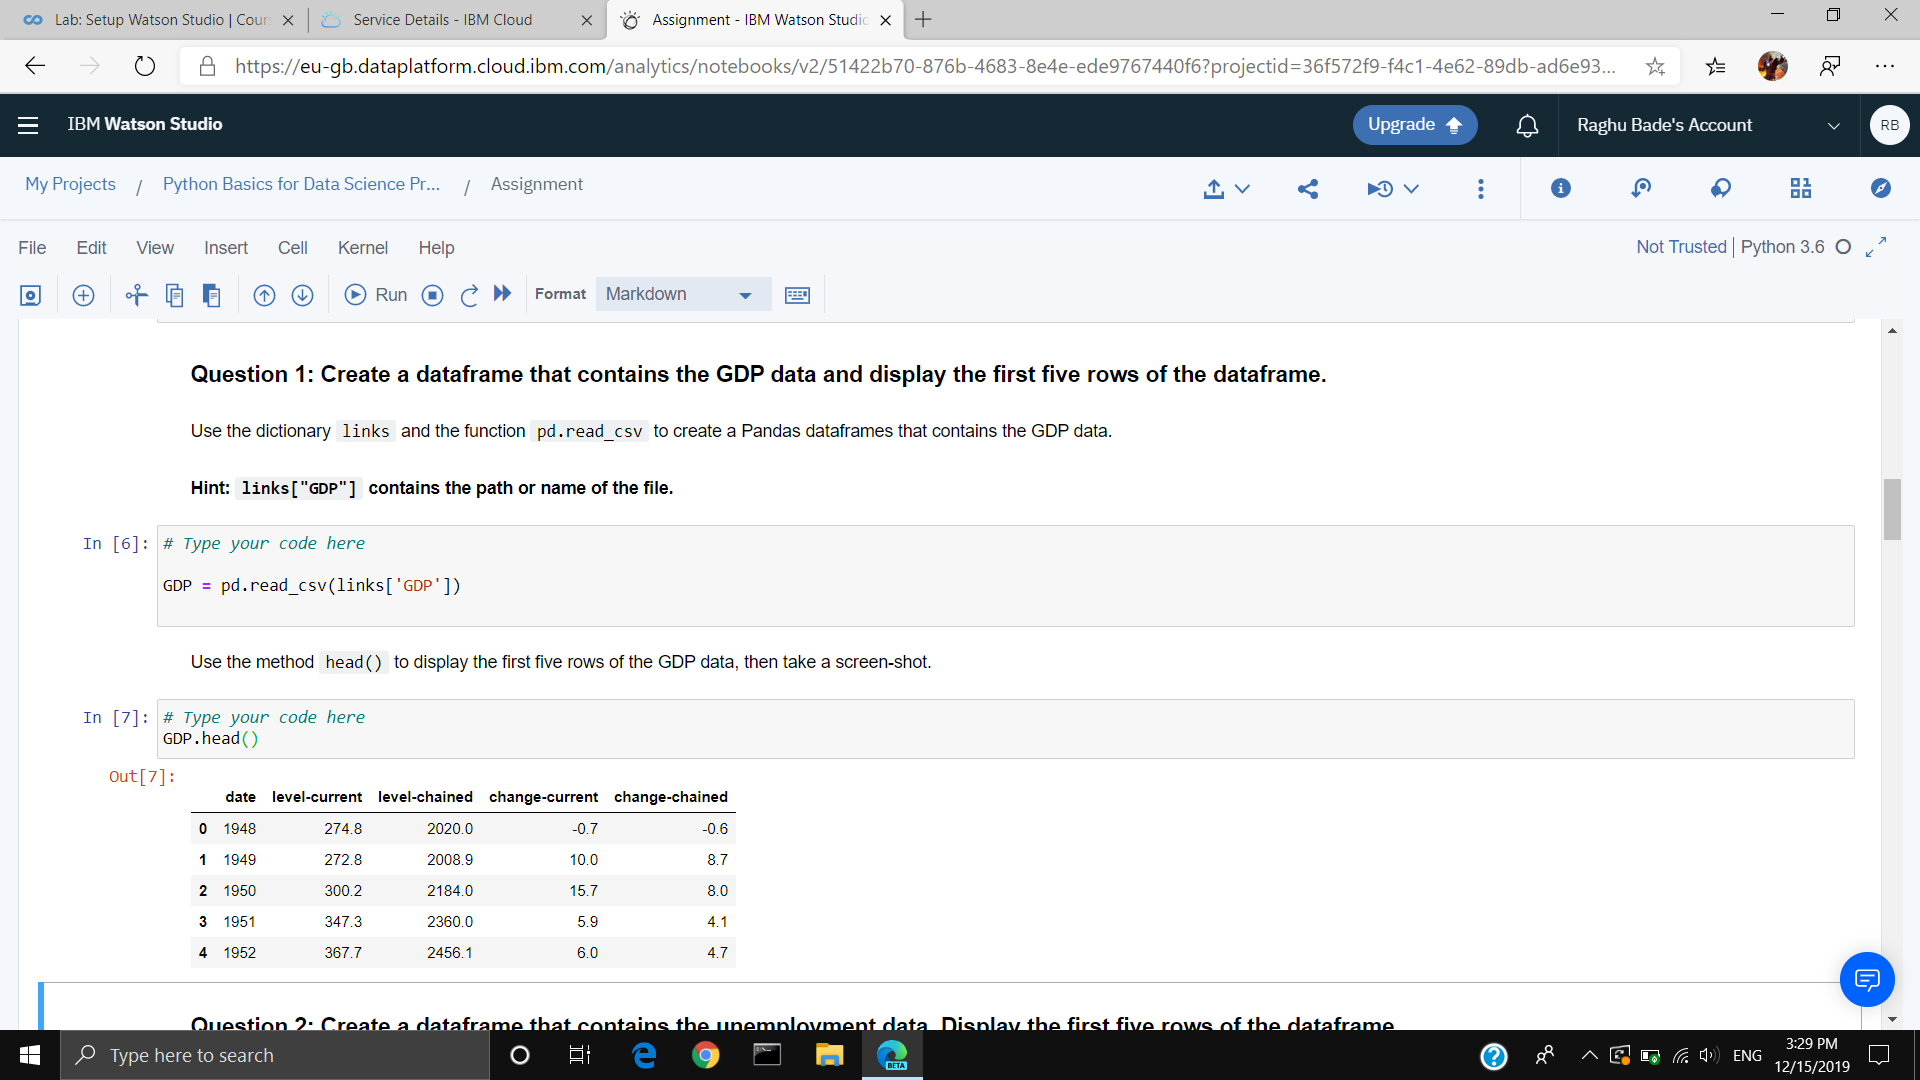 Lab: Setup Watson Studio | Cour
Service Details - IBM Cloud
Assignment - IBM Watson Studio
https://eu-gb.dataplatform.cloud.ibm.com/analytics/notebooks/v2/51422b70-876b-4683-8e4e-ede9767440f6?projectid=36f572f9-f4c1-4e62-89db-ad6e93...
IBM Watson Studio
Upgrade
Raghu Bade's Account
RB
My Projects / Python Basics for Data Science Pr... / Assignment
File Edit View Insert Cell Kernel Help
Not Trusted | Python 3.6
Run
Format
Markdown
Question 1: Create a dataframe that contains the GDP data and display the first five rows of the dataframe.
Use the dictionary links and the function pd.read_csv to create a Pandas dataframes that contains the GDP data.
Hint: links["GDP"] contains the path or name of the file.
In [6]: # Type your code here
GDP = pd.read_csv(links['GDP'])
Use the method head() to display the first five rows of the GDP data, then take a screen-shot.
In [7]: # Type your code here
GDP.head()
Out[7]:
date level-current level-chained change-current change-chained
0 1948 274.8 2020.0 -0.7 -0.6
1 1949 272.8 2008.9 10.0 8.7
2 1950 300.2 2184.0 15.7 8.0
3 1951 347.3 2360.0 5.9 4.1
4 1952 367.7 2456.1 6.0 4.7
Question 2: Create a dataframe that contains the unemployment data. Display the first five rows of the dataframe.
Type here to search
BETA
ENG
3:29 PM
12/15/2019